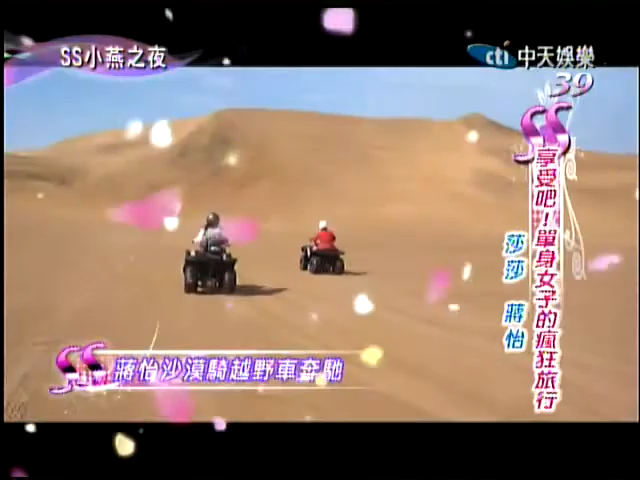 SS小燕之夜
cti 中天娛樂
39
SS
享受吧！單身女子的瘋狂旅行
莎莎 蔣怡
SS
蔣怡沙漠騎越野車奔馳